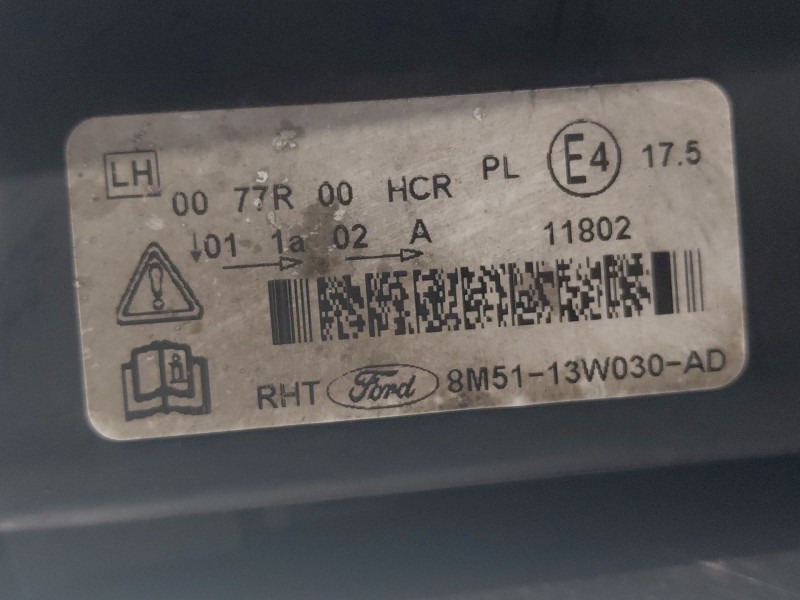 LH 00 77R 00 HCR PL E4 17.5
↓01 1a 02 A 11802
RHT Ford 8M51-13W030-AD